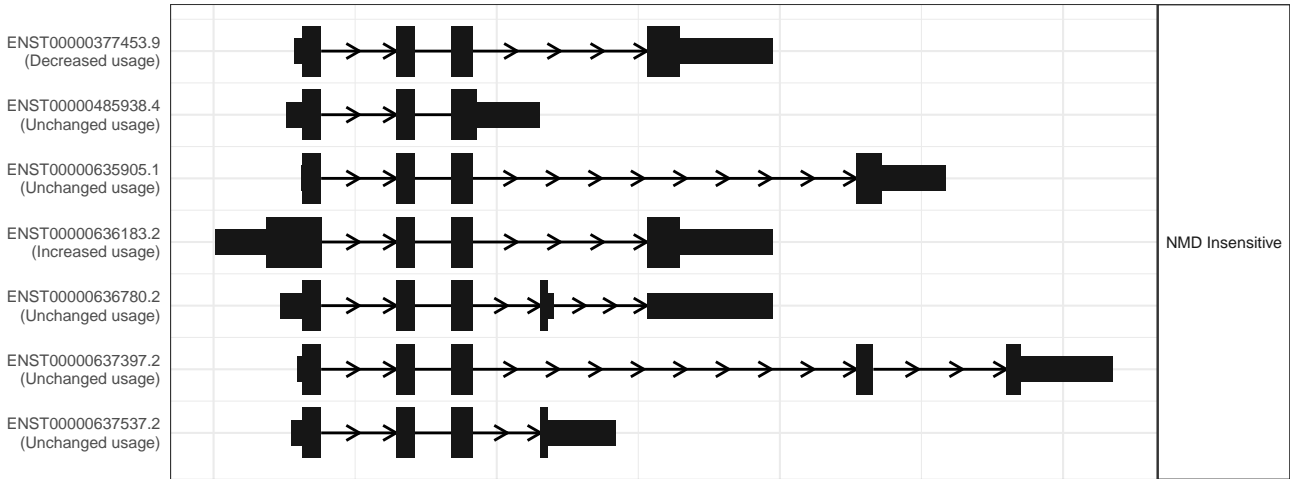 ENST00000377453.9
(Decreased usage)
ENST00000485938.4
(Unchanged usage)
ENST00000635905.1
(Unchanged usage)
ENST00000636183.2
(Increased usage)
ENST00000636780.2
(Unchanged usage)
ENST00000637397.2
(Unchanged usage)
ENST00000637537.2
(Unchanged usage)
NMD Insensitive